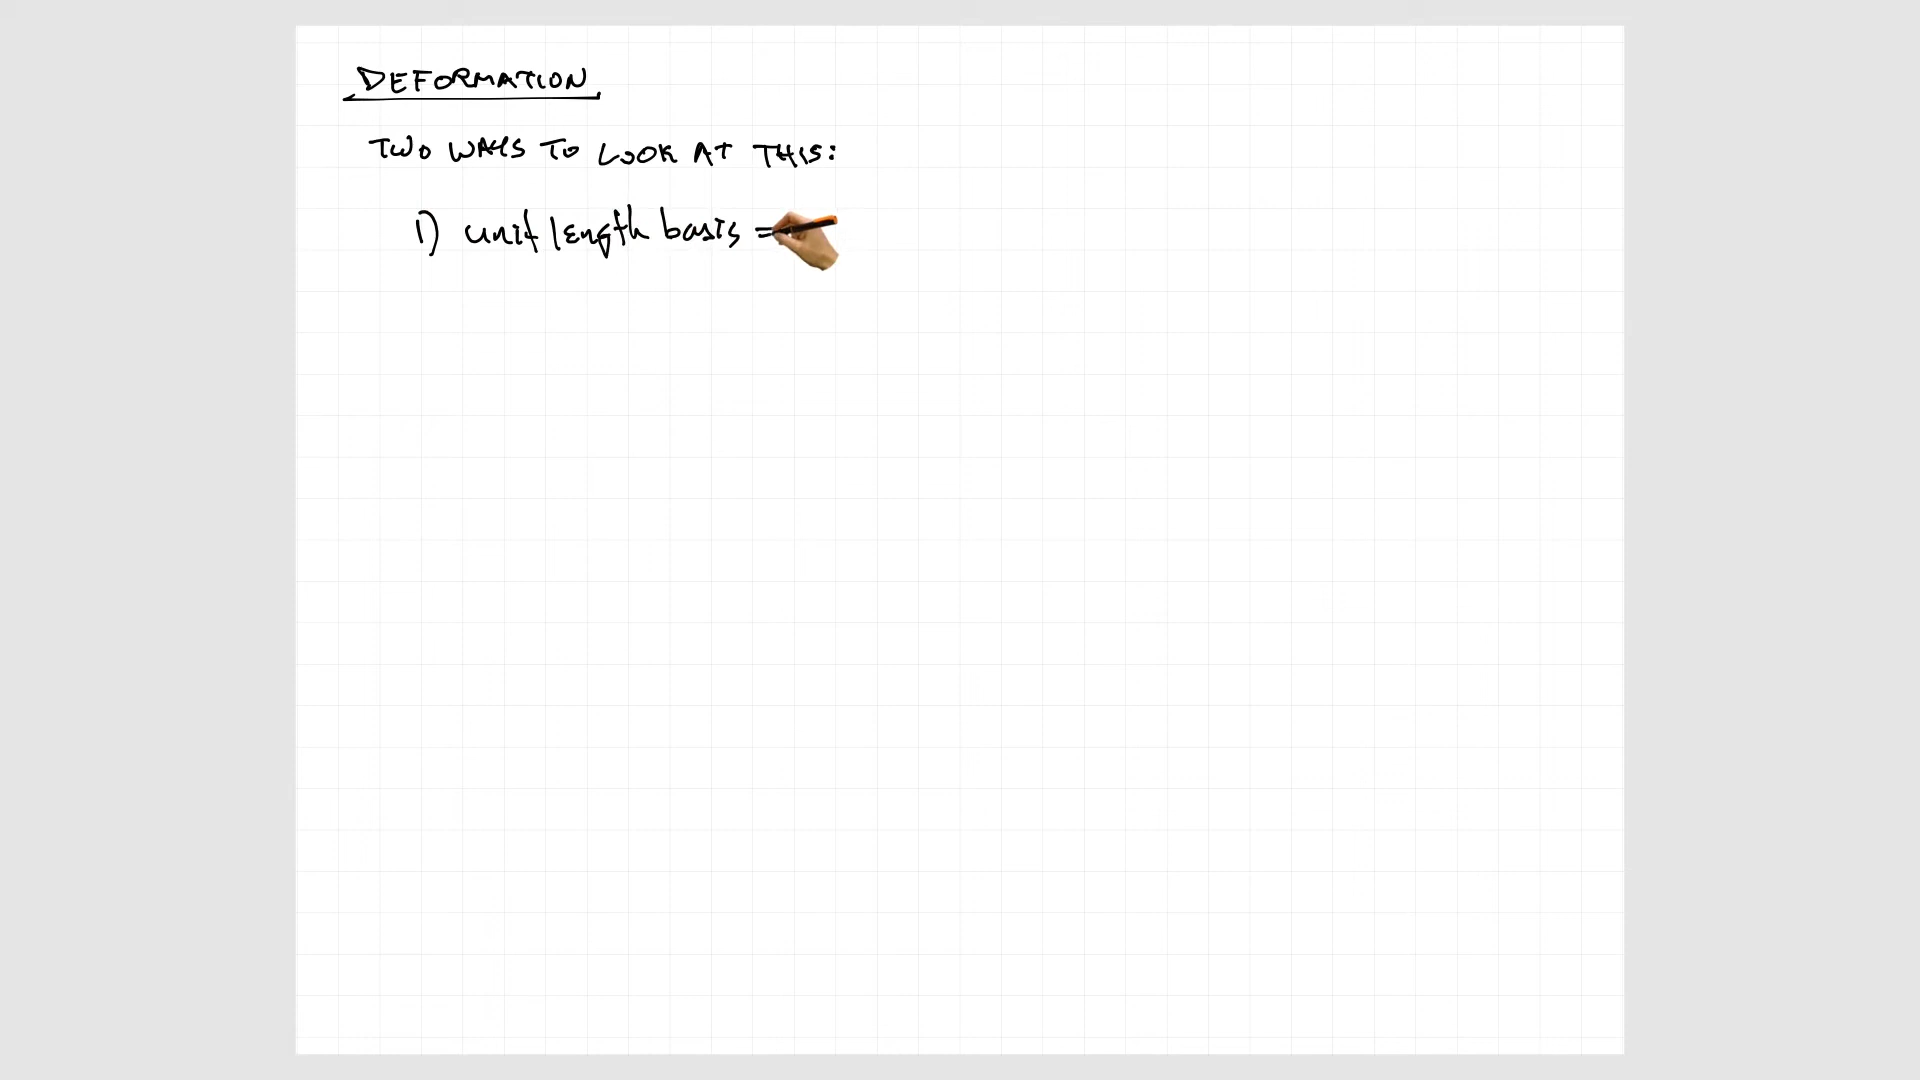 DEFORMATION
TWO WAYS TO LOOK AT THIS:
1) unit length basis =